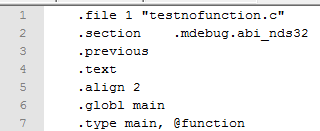 1 .file 1 "testnofunction.c"
2 .section .mdebug.abi_nds32
3 .previous
4 .text
5 .align 2
6 .globl main
7 .type main, @function